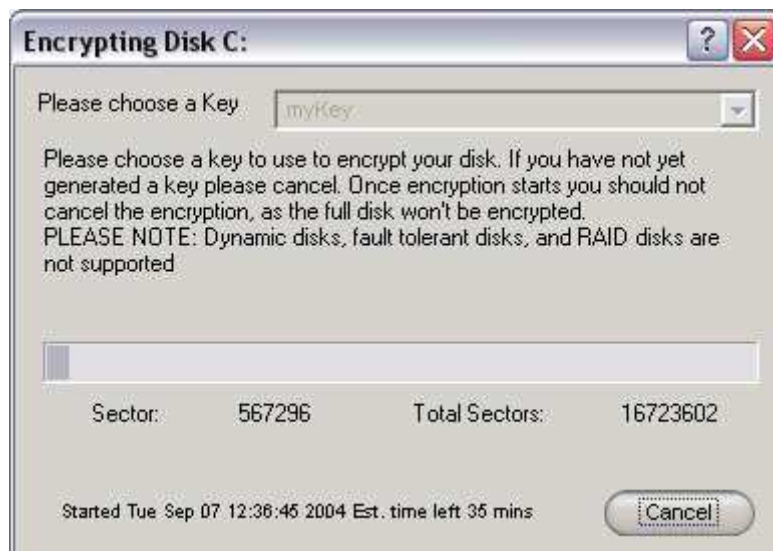 Encrypting Disk C:
Please choose a Key myKey
Please choose a key to use to encrypt your disk. If you have not yet
generated a key please cancel. Once encryption starts you should not
cancel the encryption, as the full disk won't be encrypted.
PLEASE NOTE: Dynamic disks, fault tolerant disks, and RAID disks are
not supported
Sector: 567296 Total Sectors: 16723602
Started Tue Sep 07 12:36:45 2004 Est. time left 35 mins
Cancel